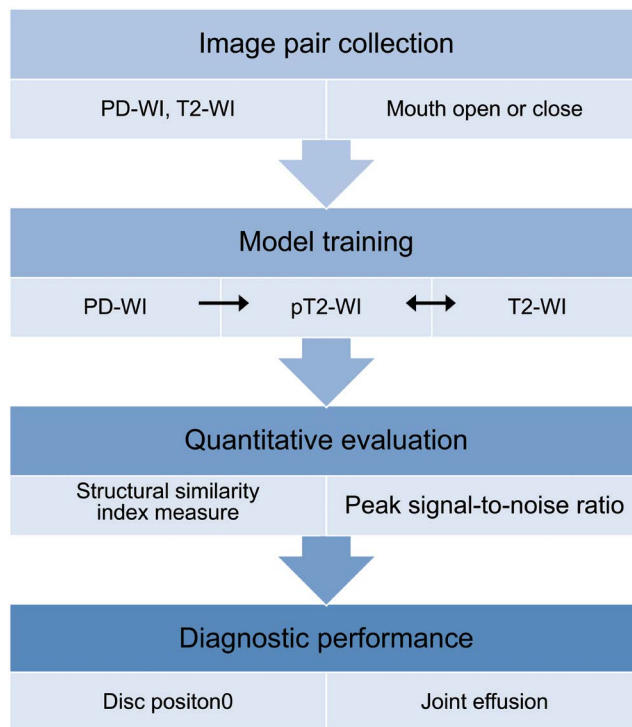 Image pair collection
PD-WI, T2-WI
Mouth open or close
Model training
PD-WI
pT2-WI
T2-WI
Quantitative evaluation
Structural similarity
index measure
Peak signal-to-noise ratio
Diagnostic performance
Disc positon0
Joint effusion